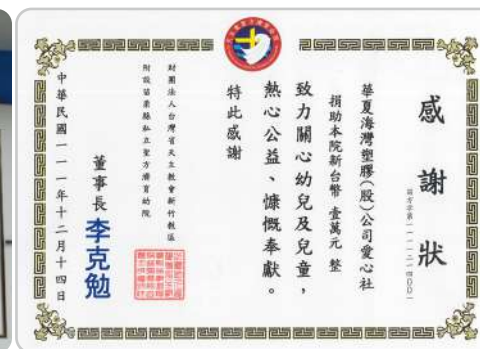 感謝狀
華夏海灣塑膠(股)公司愛心社
捐助本院新台幣 壹萬元 整
致力關心幼兒及兒童，
熱心公益、慷慨奉獻。
特此感謝
財團法人台灣省天主教會新竹教區
附設苗栗縣私立聖方濟育幼院
董事長 李克勉
中華民國一一一年十二月十四日